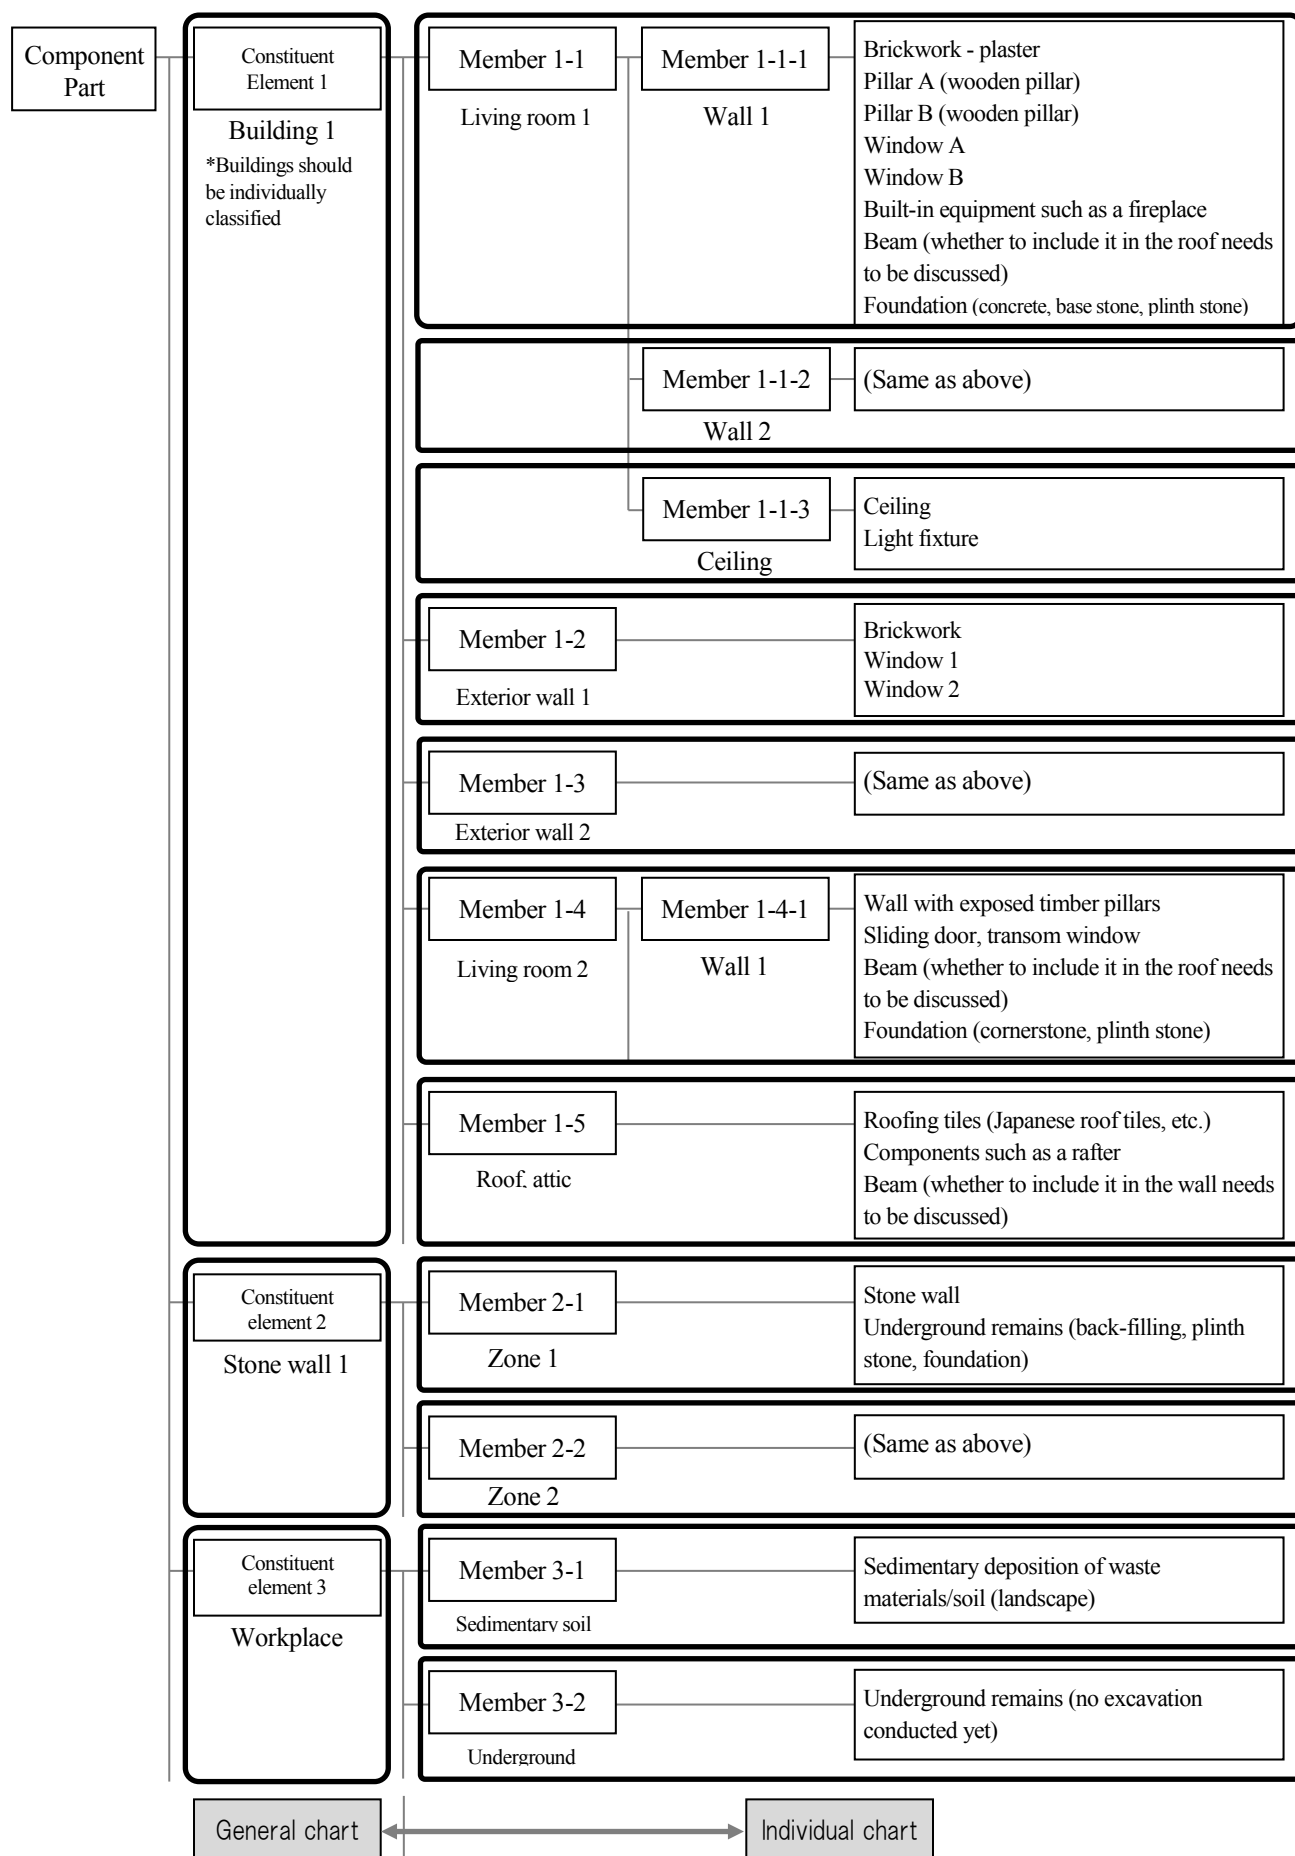 Component
Part
Constituent
Element 1
Building 1
*Buildings should
be individually
classified
Member 1-1
Living room 1
Member 1-1-1
Wall 1
Brickwork - plaster
Pillar A (wooden pillar)
Pillar B (wooden pillar)
Window A
Window B
Built-in equipment such as a fireplace
Beam (whether to include it in the roof needs
to be discussed)
Foundation (concrete, base stone, plinth stone)
Member 1-1-2
Wall 2
(Same as above)
Member 1-1-3
Ceiling
Ceiling
Light fixture
Member 1-2
Exterior wall 1
Brickwork
Window 1
Window 2
Member 1-3
Exterior wall 2
(Same as above)
Member 1-4
Living room 2
Member 1-4-1
Wall 1
Wall with exposed timber pillars
Sliding door, transom window
Beam (whether to include it in the roof needs
to be discussed)
Foundation (cornerstone, plinth stone)
Member 1-5
Roof, attic
Roofing tiles (Japanese roof tiles, etc.)
Components such as a rafter
Beam (whether to include it in the wall needs
to be discussed)
Constituent
element 2
Stone wall 1
Member 2-1
Zone 1
Stone wall
Underground remains (back-filling, plinth
stone, foundation)
Member 2-2
Zone 2
(Same as above)
Constituent
element 3
Workplace
Member 3-1
Sedimentary soil
Sedimentary deposition of waste
materials/soil (landscape)
Member 3-2
Underground
Underground remains (no excavation
conducted yet)
General chart
Individual chart